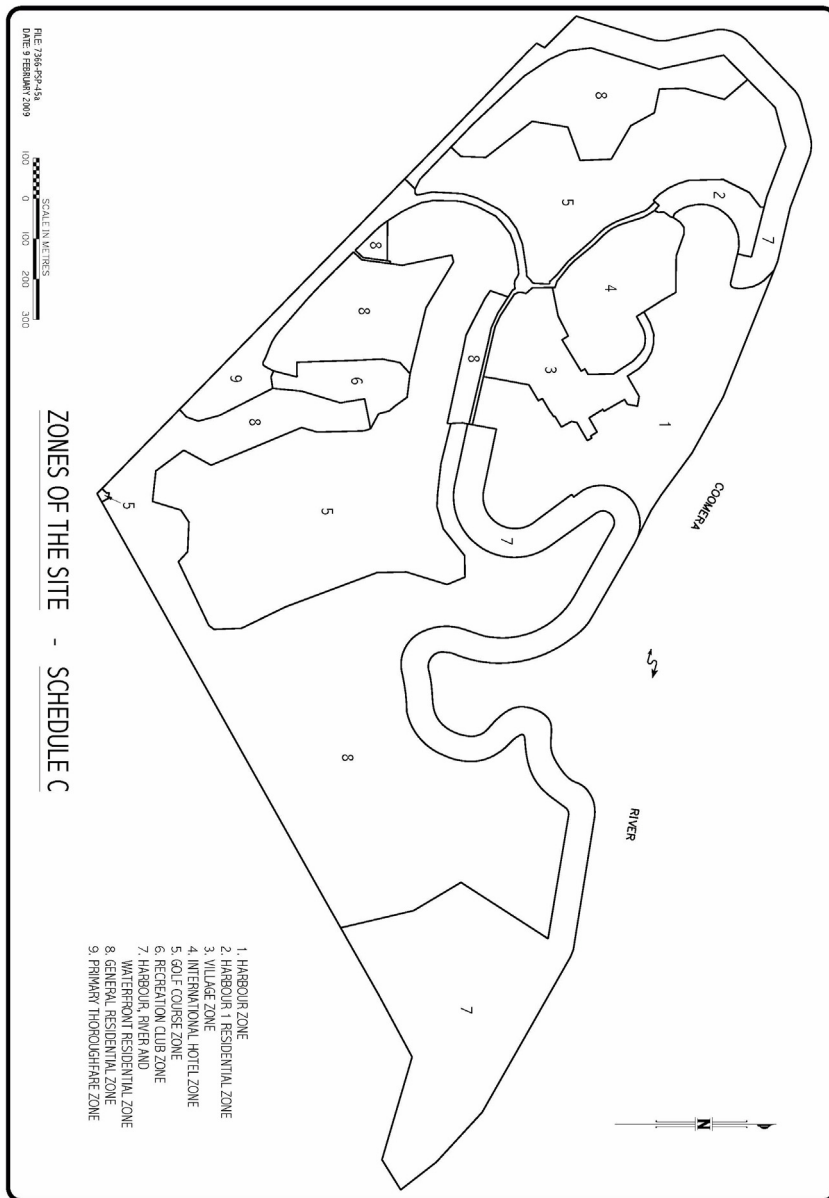 8
7
2
5
4
8
8
3
1
8
6
9
8
5
5
7
8
7
COOMERA
RIVER
N
1. HARBOUR ZONE
2. HARBOUR 1 RESIDENTIAL ZONE
3. VILLAGE ZONE
4. INTERNATIONAL HOTEL ZONE
5. GOLF COURSE ZONE
6. RECREATION CLUB ZONE
7. HARBOUR, RIVER AND
WATERFRONT RESIDENTIAL ZONE
8. GENERAL RESIDENTIAL ZONE
9. PRIMARY THOROUGHFARE ZONE
ZONES OF THE SITE - SCHEDULE C
SCALE IN METRES
100 0 100 200 300
FILE: 7366-PSP-45a
DATE: 9 FEBRUARY 2009